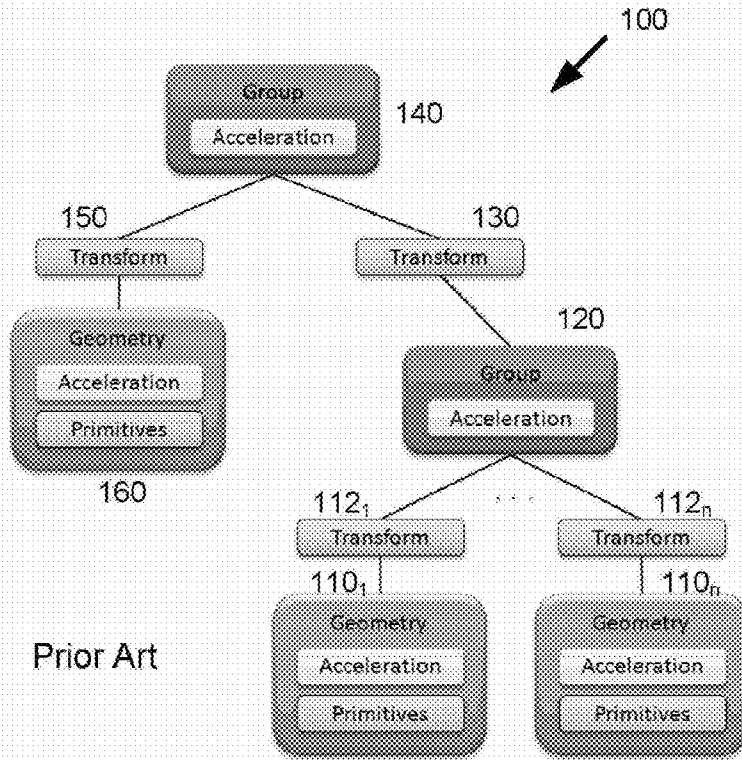 100
Group
140
Acceleration
150
130
Transform
Transform
Geometry
Acceleration
Primitives
160
120
Group
Acceleration
. . .
112₁
112ₙ
Transform
Transform
110₁
110ₙ
Geometry
Acceleration
Primitives
Geometry
Acceleration
Primitives
Prior Art